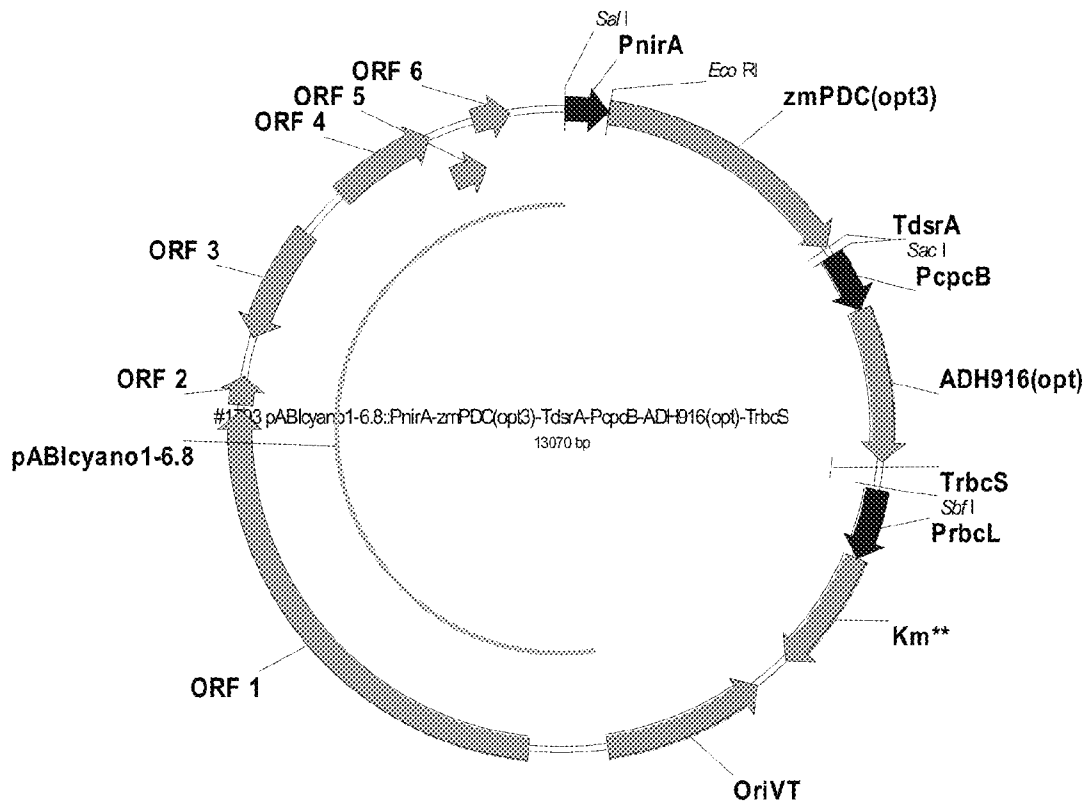 Sal I
PnirA
ORF 6
Eco RI
ORF 5
zmPDC(opt3)
ORF 4
TdsrA
ORF 3
Sac I
PcpcB
ORF 2
ADH916(opt)
#1793 pABIcyano1-6.8::PnirA-zmPDC(opt3)-TdsrA-PcpcB-ADH916(opt)-TrbcS
13070 bp
pABIcyano1-6.8
TrbcS
Sbf I
PrbcL
Km**
ORF 1
OriVT